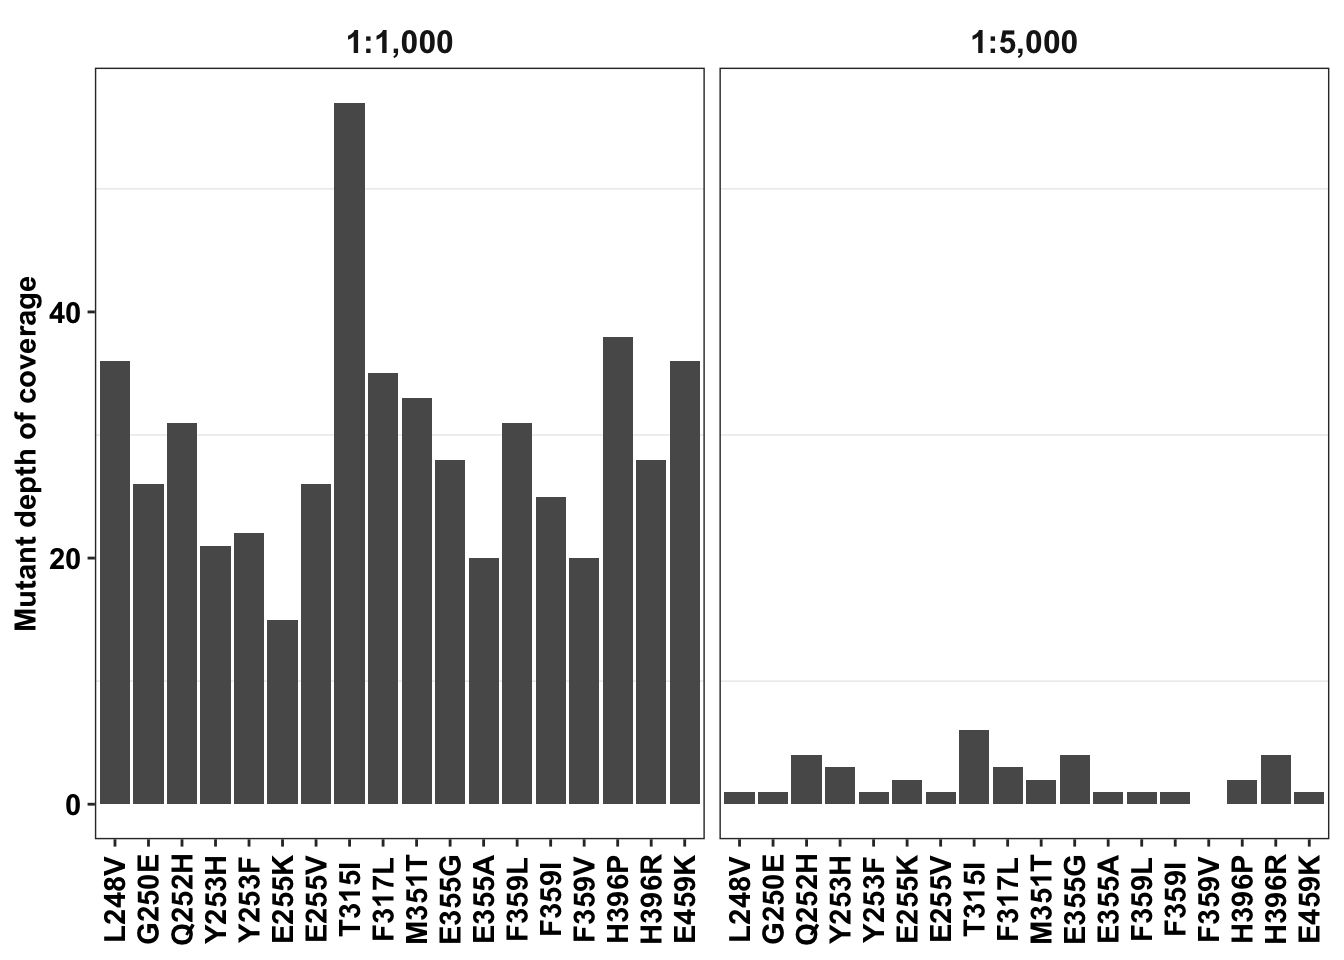 1:1,000
1:5,000
Mutant depth of coverage
40
20
0
L248V
G250E
Q252H
Y253H
Y253F
E255K
E255V
T315I
F317L
M351T
E355G
E355A
F359L
F359I
F359V
H396P
H396R
E459K
L248V
G250E
Q252H
Y253H
Y253F
E255K
E255V
T315I
F317L
M351T
E355G
E355A
F359L
F359I
F359V
H396P
H396R
E459K